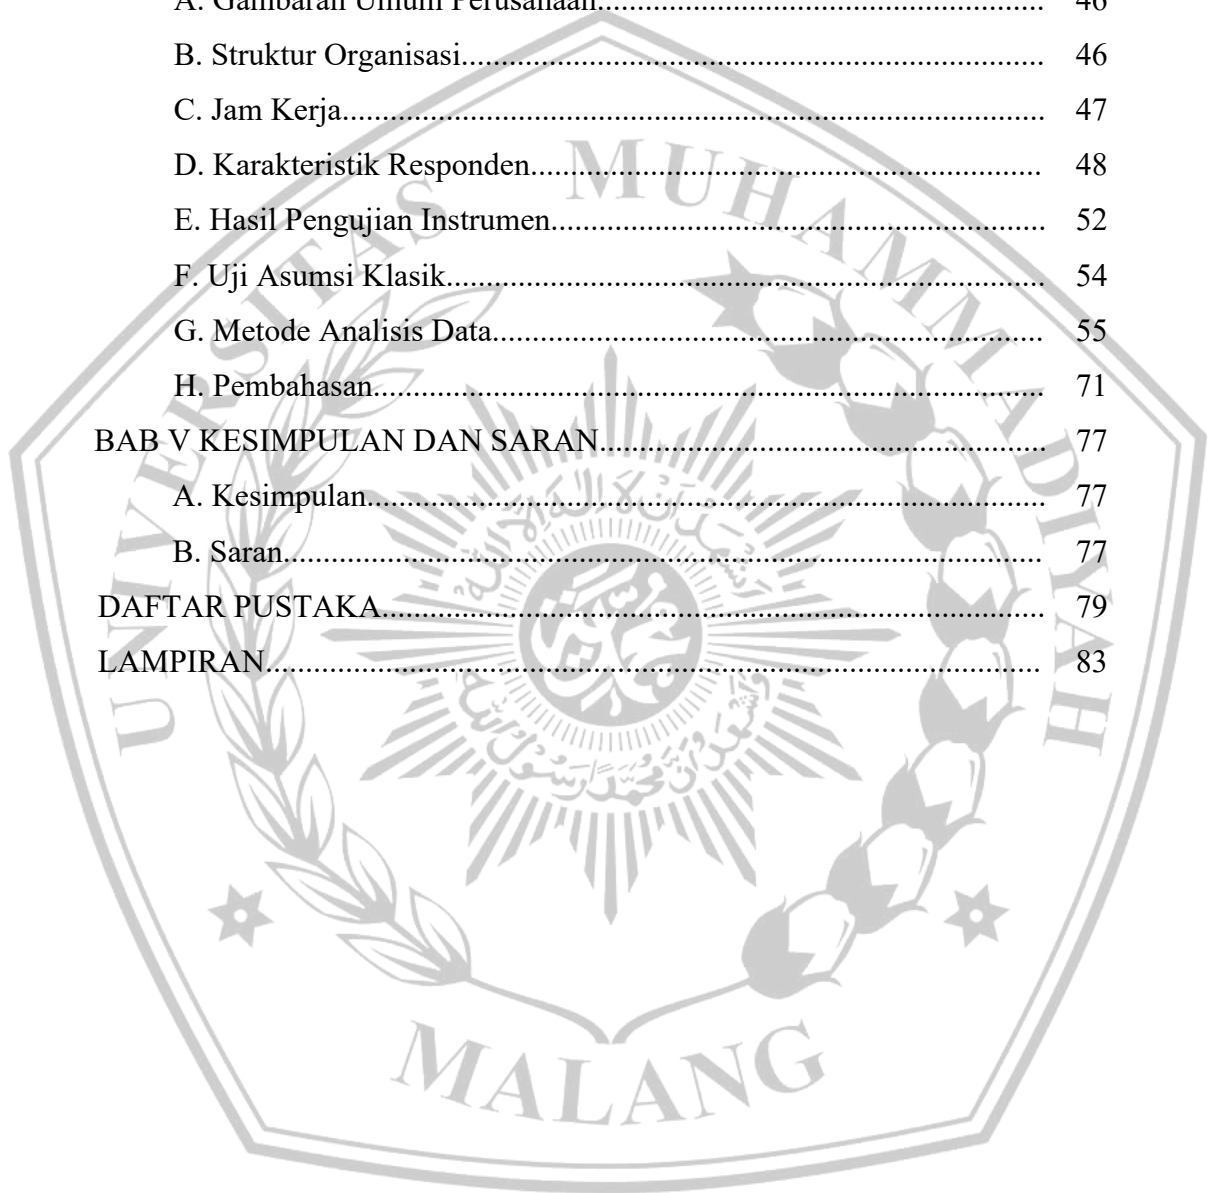 A. Gambaran Umum Perusahaan.......................................................... 46
B. Struktur Organisasi.......................................................................... 46
C. Jam Kerja......................................................................................... 47
D. Karakteristik Responden................................................................. 48
E. Hasil Pengujian Instrumen............................................................... 52
F. Uji Asumsi Klasik............................................................................ 54
G. Metode Analisis Data...................................................................... 55
H. Pembahasan..................................................................................... 71
BAB V KESIMPULAN DAN SARAN......................................................... 77
A. Kesimpulan...................................................................................... 77
B. Saran................................................................................................ 77
DAFTAR PUSTAKA.................................................................................... 79
LAMPIRAN.................................................................................................. 83
UNIVERSITAS MUHAMMADIYAH
MALANG